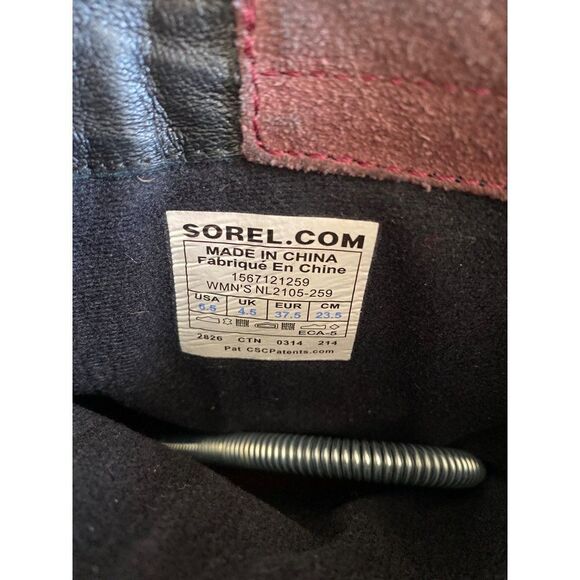 SOREL.COM
MADE IN CHINA
Fabriqué En Chine
1567121259
WMN'S NL2105-259
USA UK EUR CM
6.5 4.5 37.5 23.5
ECA-5
2826 CTN 0314 214
Pat CSCPatents.com